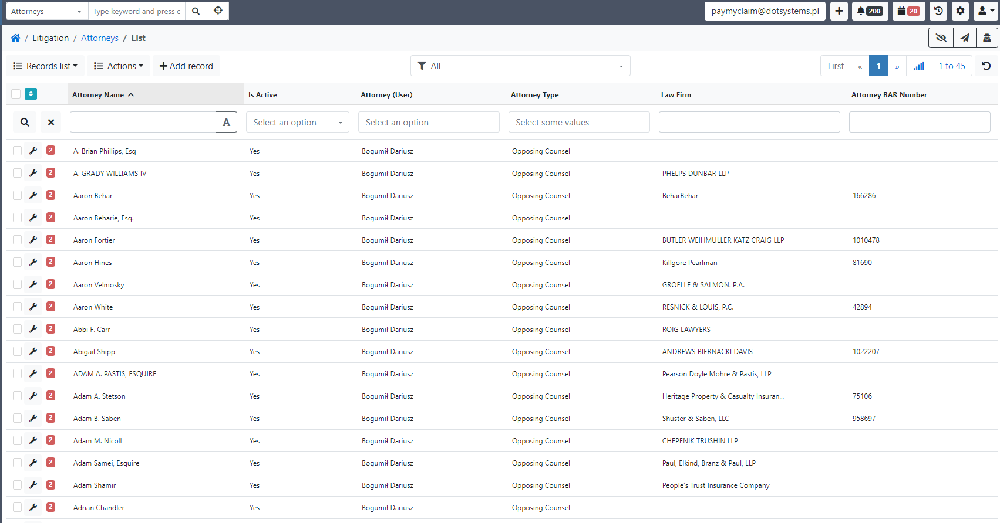 Attorneys Type keyword and press e paymyclaim@dotsystems.pl 200 20
/ Litigation / Attorneys / List
Records list Actions Add record All First « 1 » 1 to 45
Attorney Name Is Active Attorney (User) Attorney Type Law Firm Attorney BAR Number
A Select an option Select an option Select some values
2 A. Brian Phillips, Esq Yes Bogumił Dariusz Opposing Counsel
2 A. GRADY WILLIAMS IV Yes Bogumił Dariusz Opposing Counsel PHELPS DUNBAR LLP
2 Aaron Behar Yes Bogumił Dariusz Opposing Counsel BeharBehar 166286
2 Aaron Beharie, Esq. Yes Bogumił Dariusz Opposing Counsel
2 Aaron Fortier Yes Bogumił Dariusz Opposing Counsel BUTLER WEIHMULLER KATZ CRAIG LLP 1010478
2 Aaron Hines Yes Bogumił Dariusz Opposing Counsel Killgore Pearlman 81690
2 Aaron Velmosky Yes Bogumił Dariusz Opposing Counsel GROELLE & SALMON. P.A.
2 Aaron White Yes Bogumił Dariusz Opposing Counsel RESNICK & LOUIS, P.C. 42894
2 Abbi F. Carr Yes Bogumił Dariusz Opposing Counsel ROIG LAWYERS
2 Abigail Shipp Yes Bogumił Dariusz Opposing Counsel ANDREWS BIERNACKI DAVIS 1022207
2 ADAM A. PASTIS, ESQUIRE Yes Bogumił Dariusz Opposing Counsel Pearson Doyle Mohre & Pastis, LLP
2 Adam A. Stetson Yes Bogumił Dariusz Opposing Counsel Heritage Property & Casualty Insuran... 75106
2 Adam B. Saben Yes Bogumił Dariusz Opposing Counsel Shuster & Saben, LLC 958697
2 Adam M. Nicoll Yes Bogumił Dariusz Opposing Counsel CHEPENIK TRUSHIN LLP
2 Adam Samei, Esquire Yes Bogumił Dariusz Opposing Counsel Paul, Elkind, Branz & Paul, LLP
2 Adam Shamir Yes Bogumił Dariusz Opposing Counsel People's Trust Insurance Company
2 Adrian Chandler Yes Bogumił Dariusz Opposing Counsel